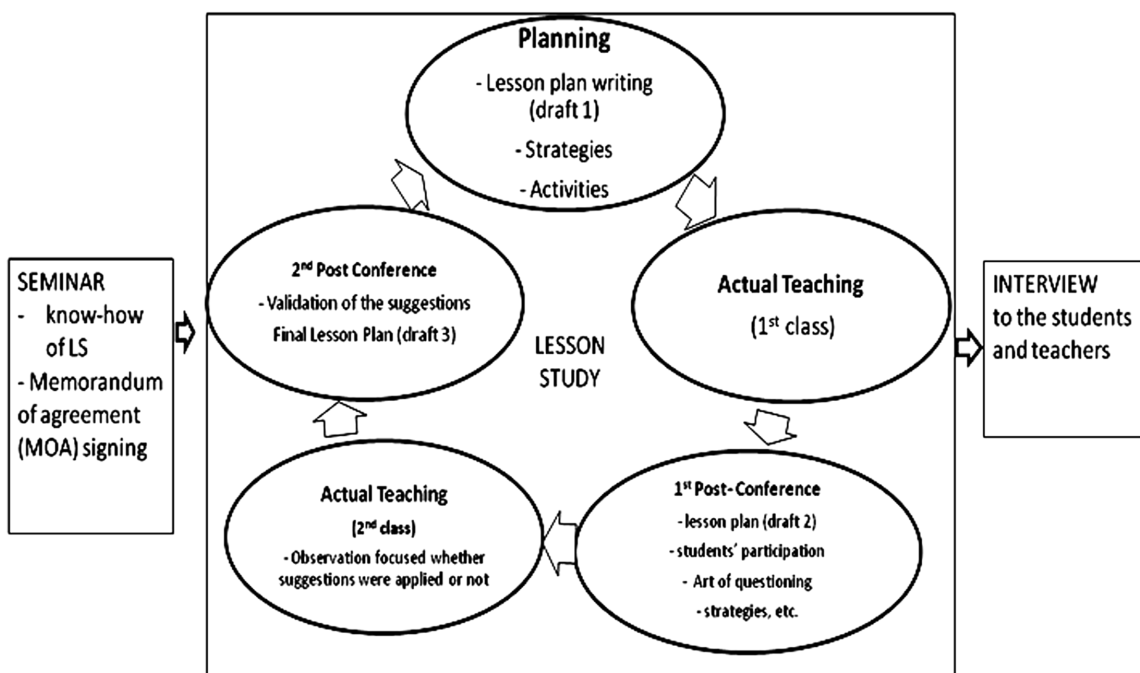 Planning
- Lesson plan writing
(draft 1)
- Strategies
- Activities
Actual Teaching
(1st class)
1st Post-Conference
-lesson plan (draft 2)
-students' participation
- Art of questioning
-strategies, etc.
Actual Teaching
(2nd class)
- Observation focused whether
suggestions were applied or not
2nd Post Conference
- Validation of the suggestions
Final Lesson Plan (draft 3)
LESSON
STUDY
SEMINAR
- know-how
of LS
- Memorandum
of agreement
(MOA) signing
INTERVIEW
to the students
and teachers